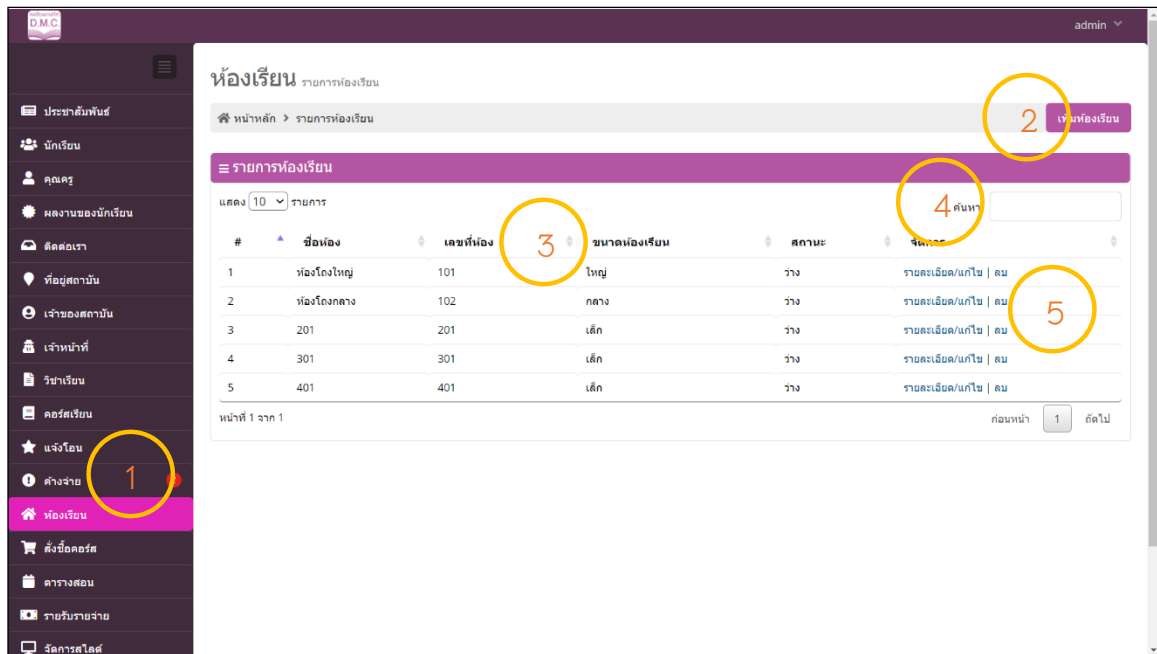 D.M.C.
admin
ห้องเรียน รายการห้องเรียน
หน้าหลัก > รายการห้องเรียน
2
เพิ่มห้องเรียน
ประชาสัมพันธ์
นักเรียน
คุณครู
ผลงานของนักเรียน
ติดต่อเรา
ที่อยู่สถาบัน
เจ้าของสถาบัน
เจ้าหน้าที่
วิชาเรียน
คอร์สเรียน
แจ้งโอน
ค้างจ่าย
1
ห้องเรียน
สั่งซื้อคอร์ส
ตารางสอน
รายรับรายจ่าย
จัดการสไลด์
รายการห้องเรียน
แสดง 10 รายการ
4
ค้นหา
3
# ชื่อห้อง เลขที่ห้อง ขนาดห้องเรียน สถานะ จัดการ
1 ห้องโถงใหญ่ 101 ใหญ่ ว่าง รายละเอียด/แก้ไข | ลบ
2 ห้องโถงกลาง 102 กลาง ว่าง รายละเอียด/แก้ไข | ลบ
5
3 201 201 เล็ก ว่าง รายละเอียด/แก้ไข | ลบ
4 301 301 เล็ก ว่าง รายละเอียด/แก้ไข | ลบ
5 401 401 เล็ก ว่าง รายละเอียด/แก้ไข | ลบ
หน้าที่ 1 จาก 1
ก่อนหน้า 1 ถัดไป